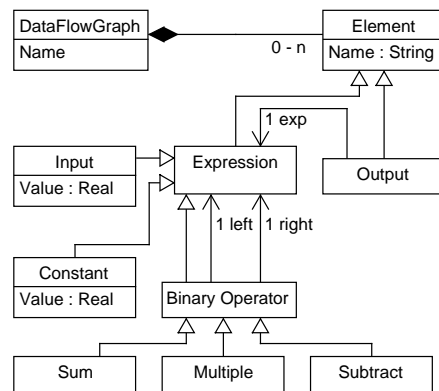 DataFlowGraph
Element
Name
Name : String
0 - n
1 exp
Input
Expression
Output
Value : Real
1 left
1 right
Constant
Value : Real
Binary Operator
Sum
Multiple
Subtract